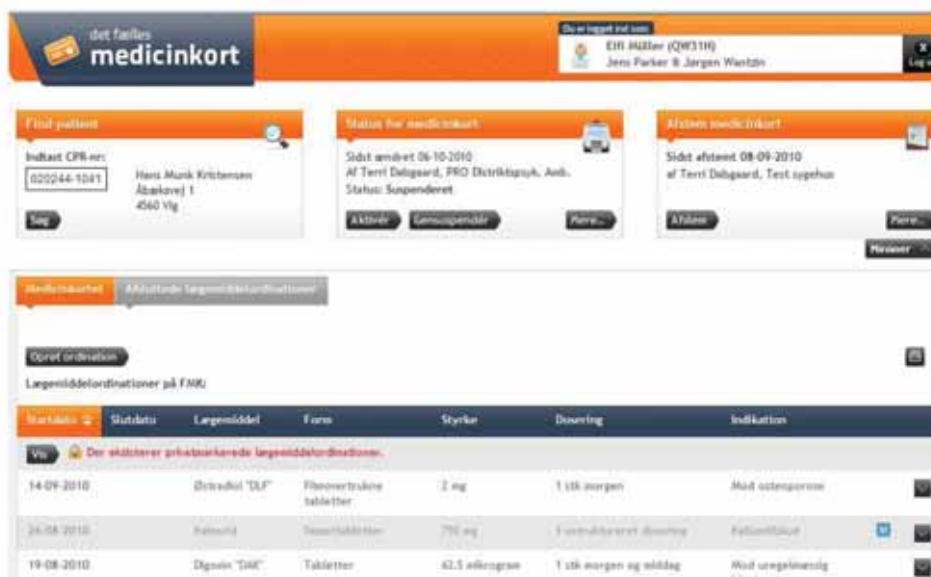 det fælles
medicinkort
Du er logget ind som:
Elfi Müller (QW31H)
Jens Parker & Jørgen Wantzin
X
Log
Find patient
Indtast CPR-nr:
020244-1041
Hans Munk Kristensen
4560 Vig
Søg
Status for medicinkort
Sidst ændret 06-10-2010
Af Terri Dalsgaard, PRO Distriktspsyk. Amb.
Status: Suspenderet
Aktivér
Gensuspendér
Mere...
Afstem medicinkort
Sidst afstemt 08-09-2010
af Terri Dalsgaard, Test sygehus
Afstem
Mere...
Minimer
Medicinkortet
Afsluttede lægemiddelordinationer
Opret ordination
Lægemiddelordinationer på FMK:
Startdato Slutdato Lægemiddel Form Styrke Dosering Indikation
Vis Der eksisterer privatmarkerede lægemiddelordinationer.
14-09-2010 Østradiol "DLF" Filmovertrukne tabletter 2 mg 1 stk morgen Mod osteoporose
26-08-2010 750 mg
19-08-2010 Digoxin "DAK" Tabletter 62.5 mikrogram 1 stk morgen og middag Mod uregelmæssig